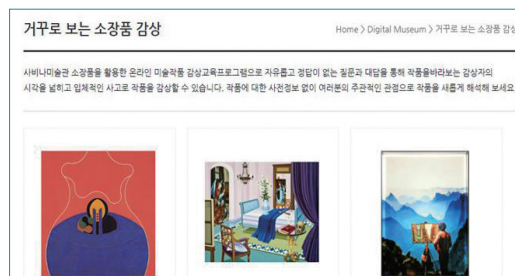 거꾸로 보는 소장품 감상
Home > Digital Museum > 거꾸로 보는 소장품 감상
사비나미술관 소장품을 활용한 온라인 미술작품 감상교육프로그램으로 자유롭고 정답이 없는 질문과 대답을 통해 작품을바라보는 감상자의
시각을 넓히고 입체적인 사고로 작품을 감상할 수 있습니다. 작품에 대한 사전정보 없이 여러분의 주관적인 관점으로 작품을 새롭게 해석해 보세요